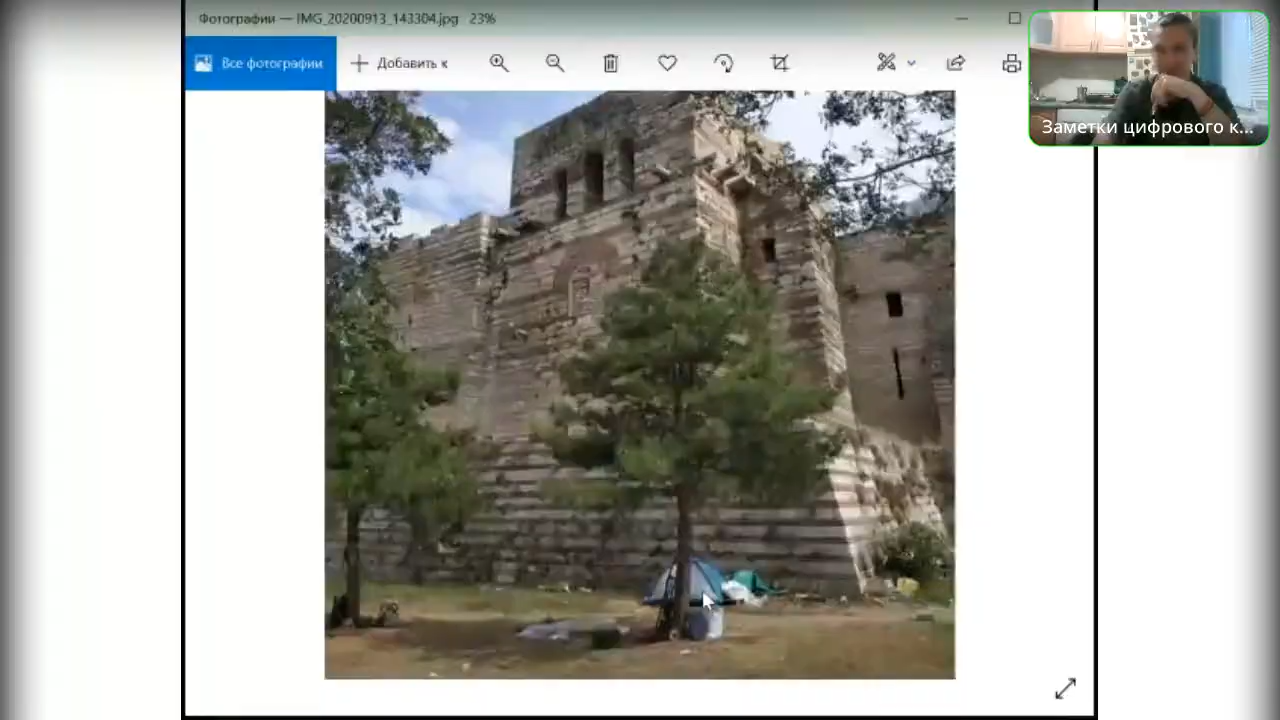 Фотографии — IMG_20200913_143304.jpg 23%
Все фотографии
Добавить к
Заметки цифрового к...